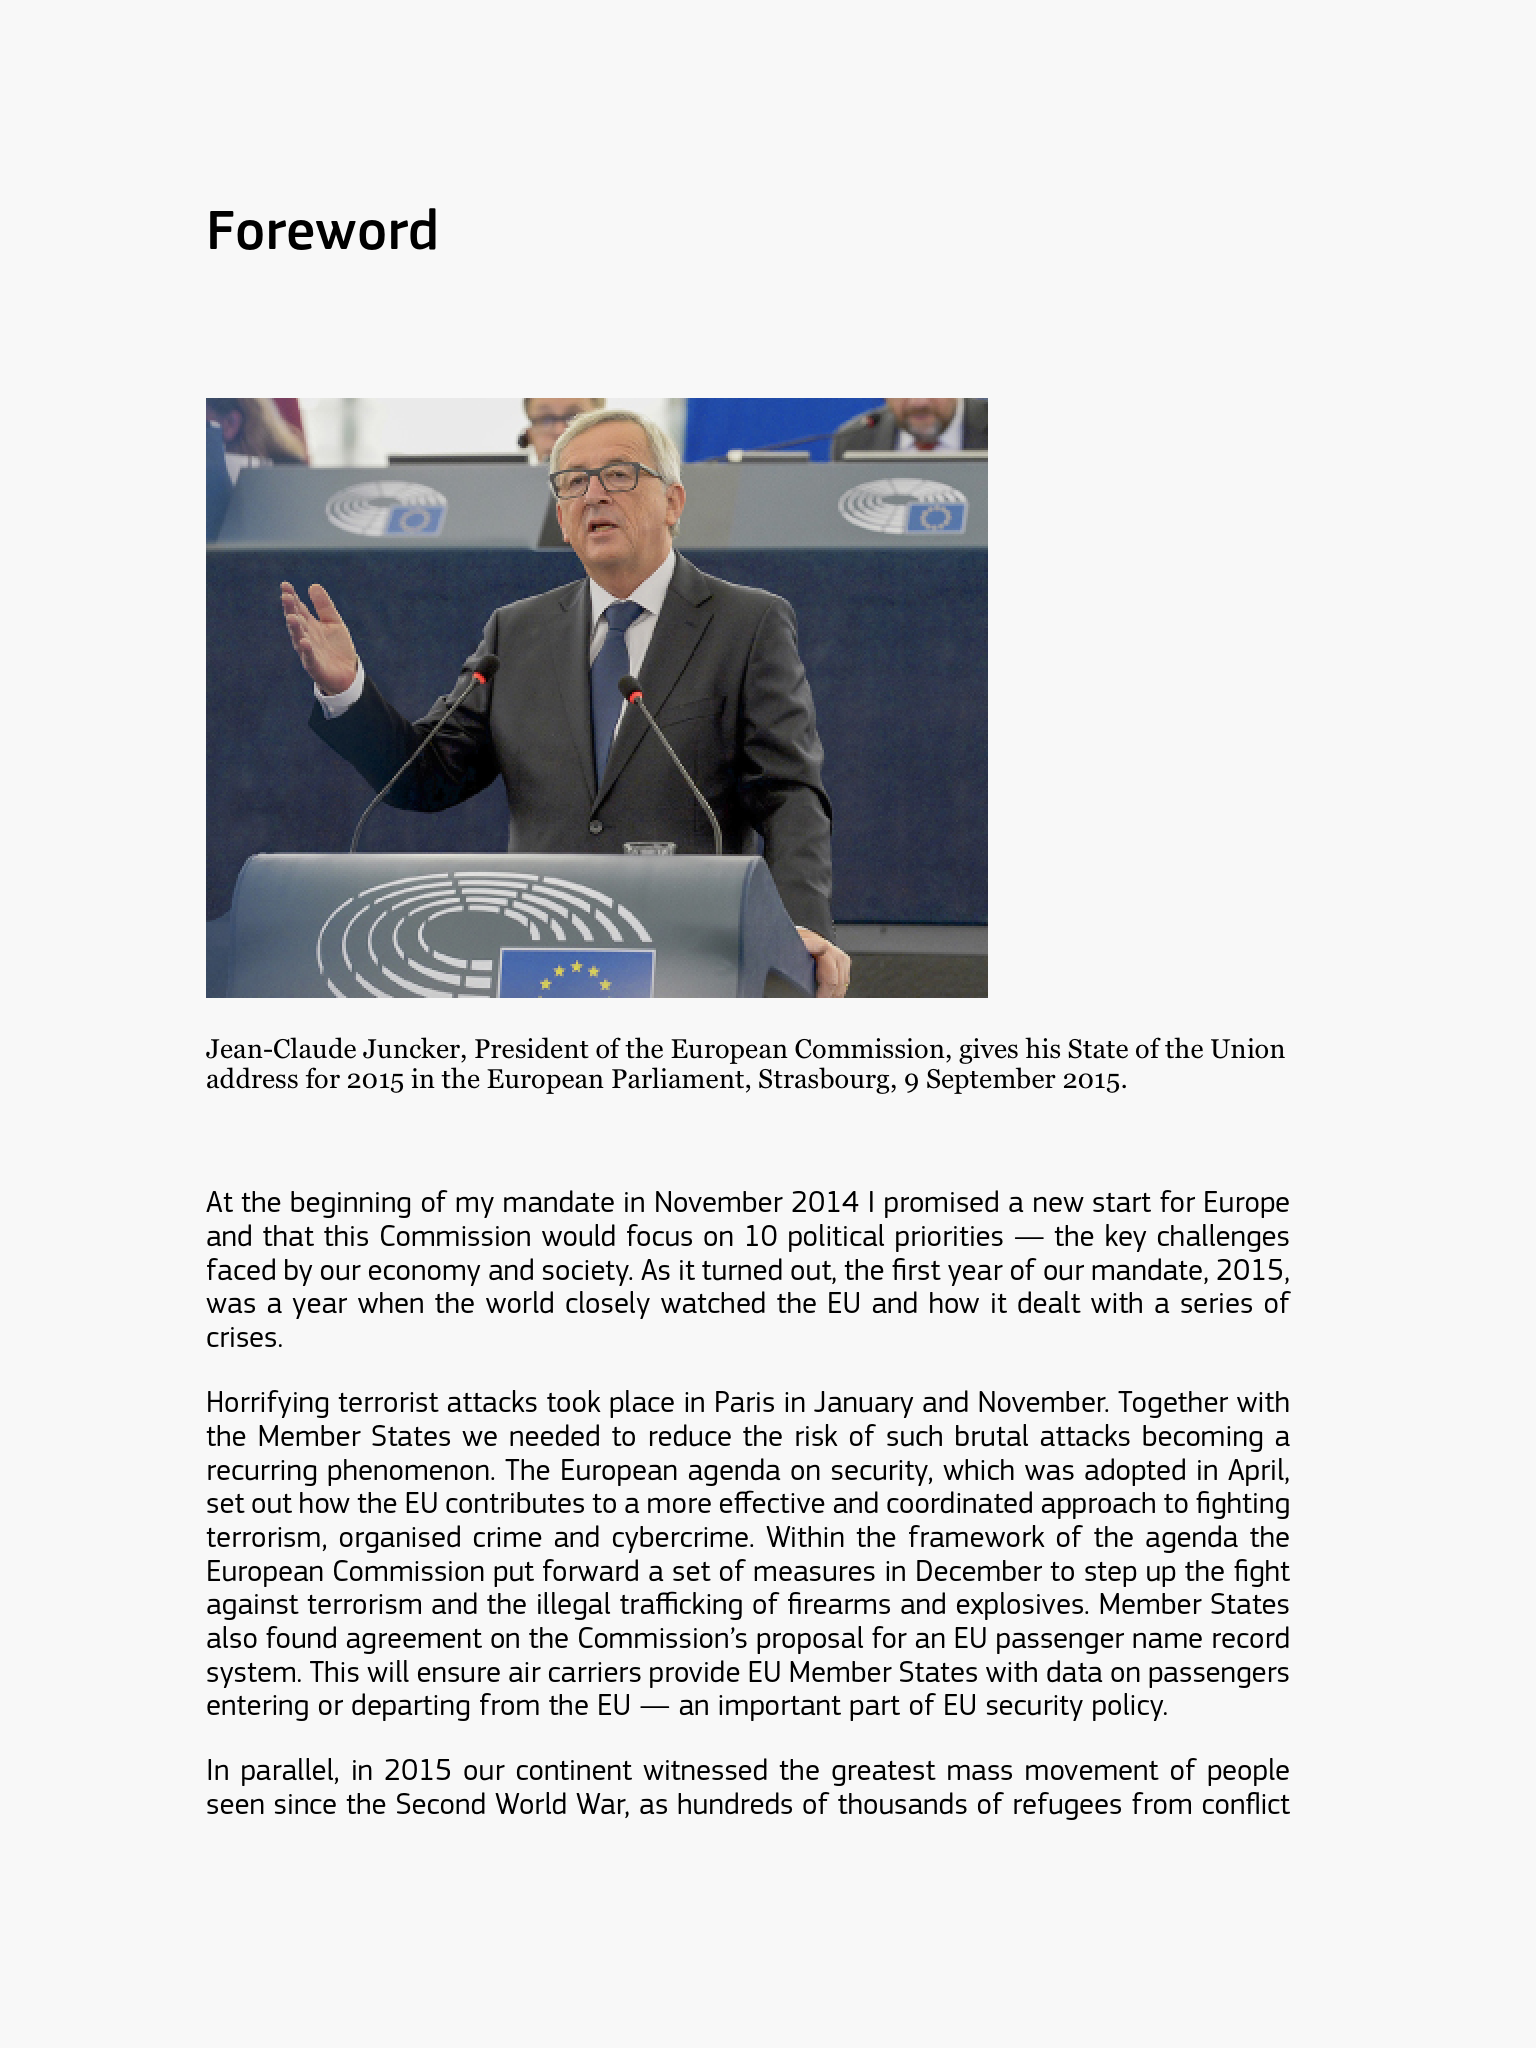 Foreword
Jean-Claude Juncker, President of the European Commission, gives his State of the Union
address for 2015 in the European Parliament, Strasbourg, 9 September 2015.
At the beginning of my mandate in November 2014 I promised a new start for Europe
and that this Commission would focus on 10 political priorities — the key challenges
faced by our economy and society. As it turned out, the first year of our mandate, 2015,
was a year when the world closely watched the EU and how it dealt with a series of
crises.
Horrifying terrorist attacks took place in Paris in January and November. Together with
the Member States we needed to reduce the risk of such brutal attacks becoming a
recurring phenomenon. The European agenda on security, which was adopted in April,
set out how the EU contributes to a more effective and coordinated approach to fighting
terrorism, organised crime and cybercrime. Within the framework of the agenda the
European Commission put forward a set of measures in December to step up the fight
against terrorism and the illegal trafficking of firearms and explosives. Member States
also found agreement on the Commission’s proposal for an EU passenger name record
system. This will ensure air carriers provide EU Member States with data on passengers
entering or departing from the EU — an important part of EU security policy.
In parallel, in 2015 our continent witnessed the greatest mass movement of people
seen since the Second World War, as hundreds of thousands of refugees from conflict